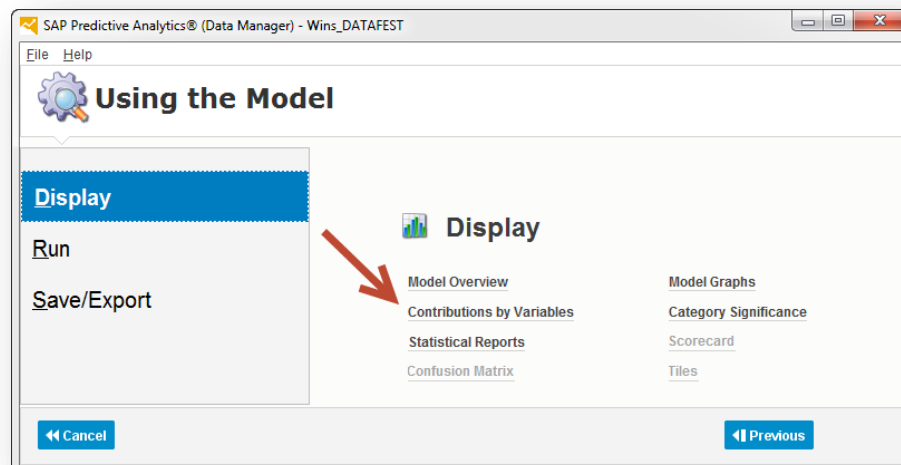 SAP Predictive Analytics® (Data Manager) - Wins_DATAFEST
File Help
Using the Model
Display
Run
Save/Export
Display
Model Overview
Model Graphs
Contributions by Variables
Category Significance
Statistical Reports
Scorecard
Confusion Matrix
Tiles
Cancel
Previous